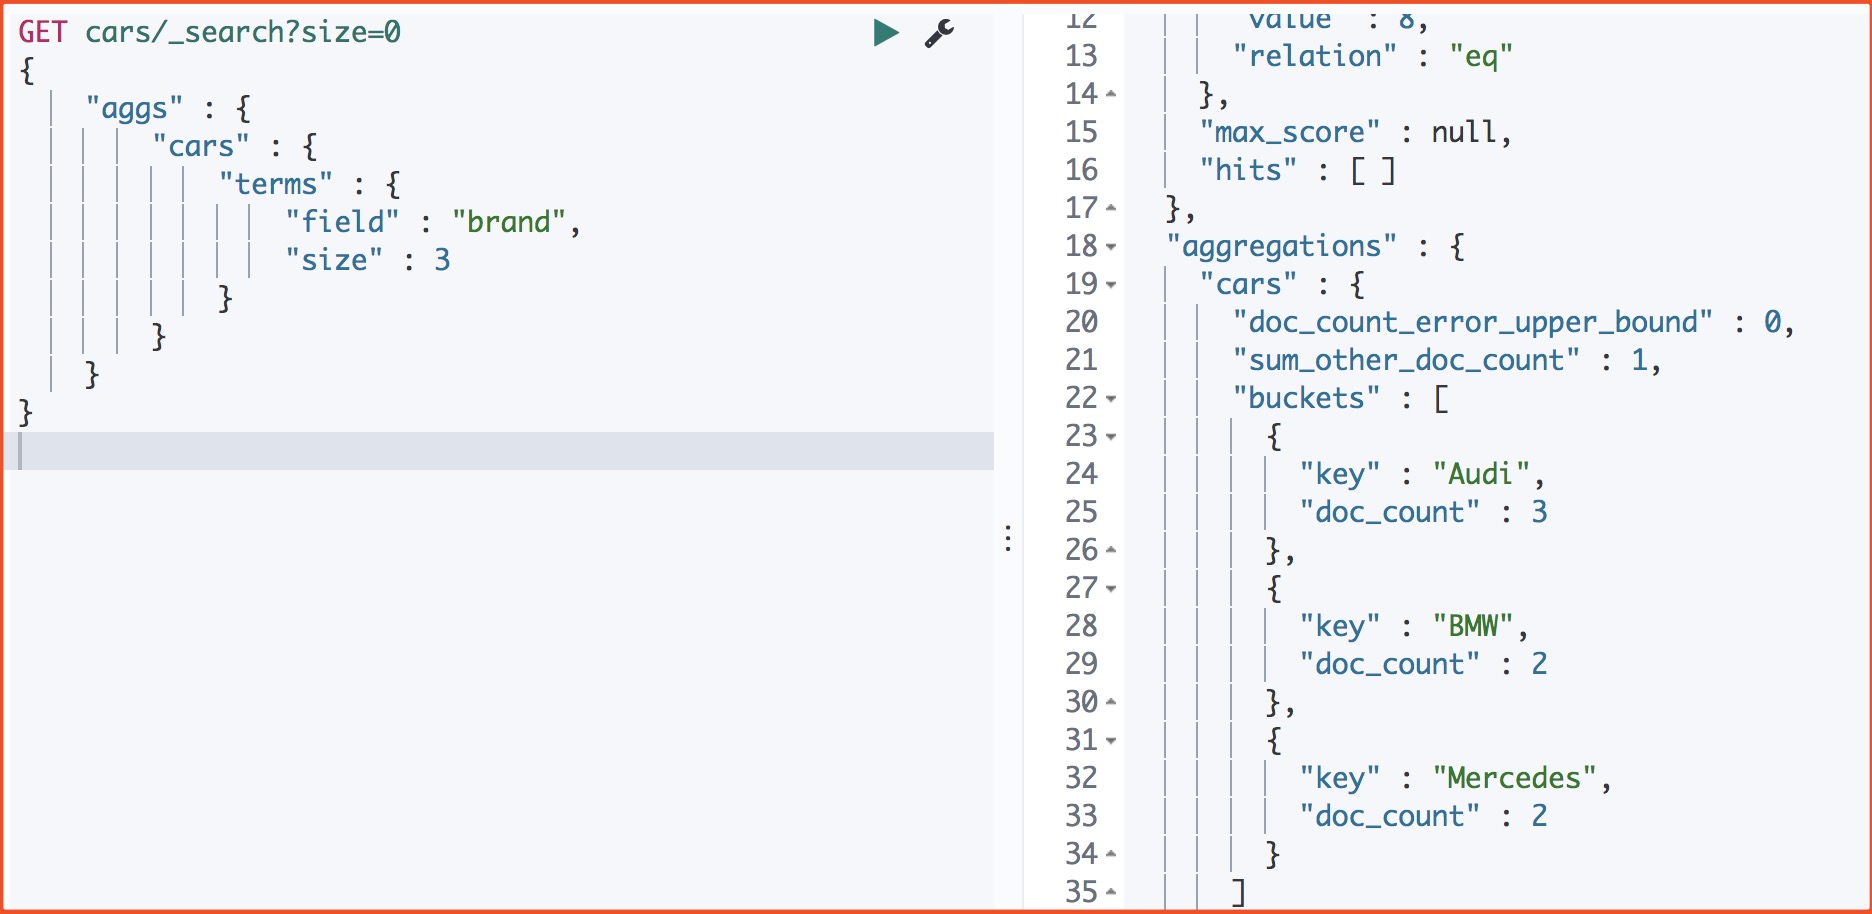 GET cars/_search?size=0
{
"aggs" : {
"cars" : {
"terms" : {
"field" : "brand",
"size" : 3
}
}
}
}
12 "value" : 8,
13 "relation" : "eq"
14 },
15 "max_score" : null,
16 "hits" : [ ]
17 },
18 "aggregations" : {
19 "cars" : {
20 "doc_count_error_upper_bound" : 0,
21 "sum_other_doc_count" : 1,
22 "buckets" : [
23 {
24 "key" : "Audi",
25 "doc_count" : 3
26 },
27 {
28 "key" : "BMW",
29 "doc_count" : 2
30 },
31 {
32 "key" : "Mercedes",
33 "doc_count" : 2
34 }
35 ]